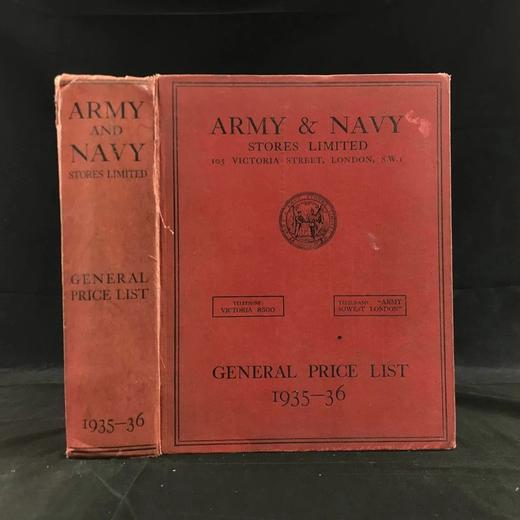 ARMY
AND
NAVY
STORES LIMITED
GENERAL
PRICE LIST
1935–36
ARMY & NAVY
STORES LIMITED
105 VICTORIA STREET, LONDON, S.W.1
TELEPHONE:
VICTORIA 8500
TELEGRAMS: "ARMY
SOWEST LONDON"
GENERAL PRICE LIST
1935–36